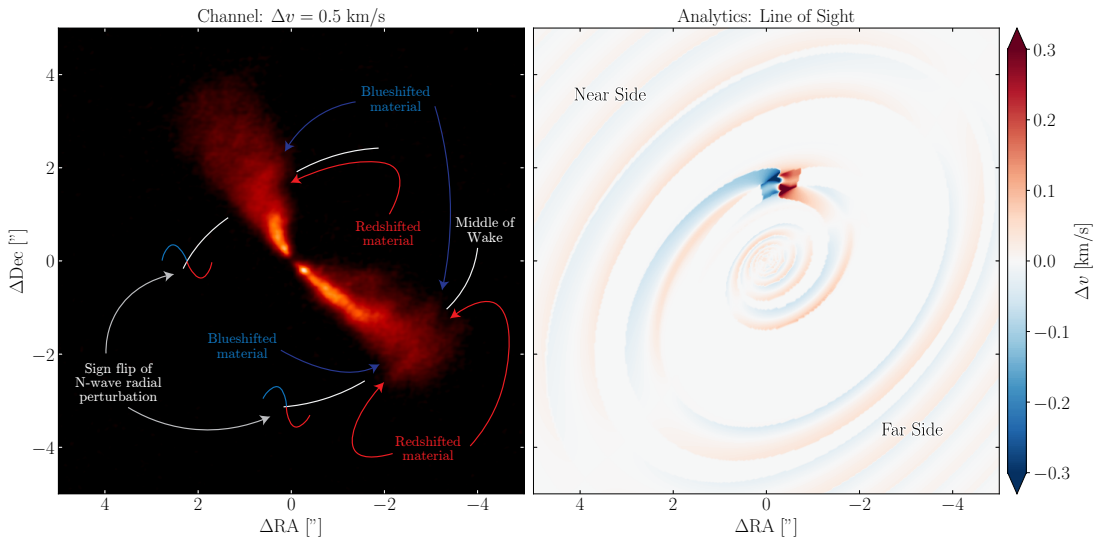 Channel: Δv = 0.5 km/s
4
2
0
−2
−4
ΔDec ["]
Blueshifted
material
Redshifted
material
Middle of
Wake
Blueshifted
material
Sign flip of
N-wave radial
perturbation
Redshifted
material
4
2
0
−2
−4
ΔRA ["]
Analytics: Line of Sight
Near Side
Far Side
4
2
0
−2
−4
ΔRA ["]
0.3
0.2
0.1
0.0
−0.1
−0.2
−0.3
Δv [km/s]